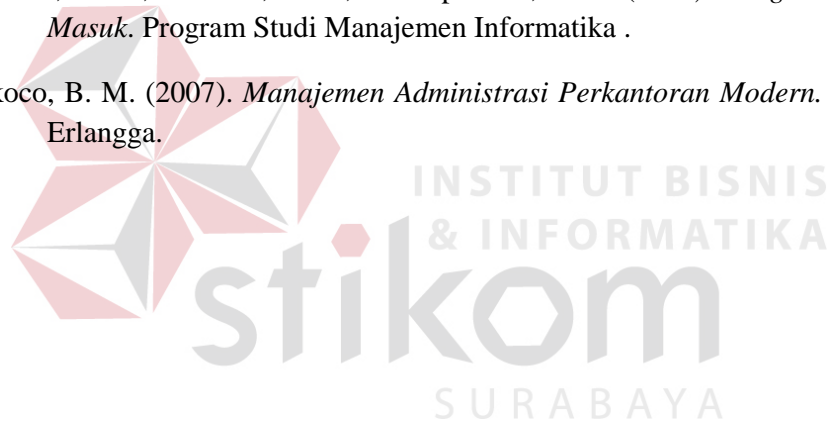 Masuk. Program Studi Manajemen Informatika .
koco, B. M. (2007). Manajemen Administrasi Perkantoran Modern.
Erlangga.
INSTITUT BISNIS
& INFORMATIKA
stikom
SURABAYA